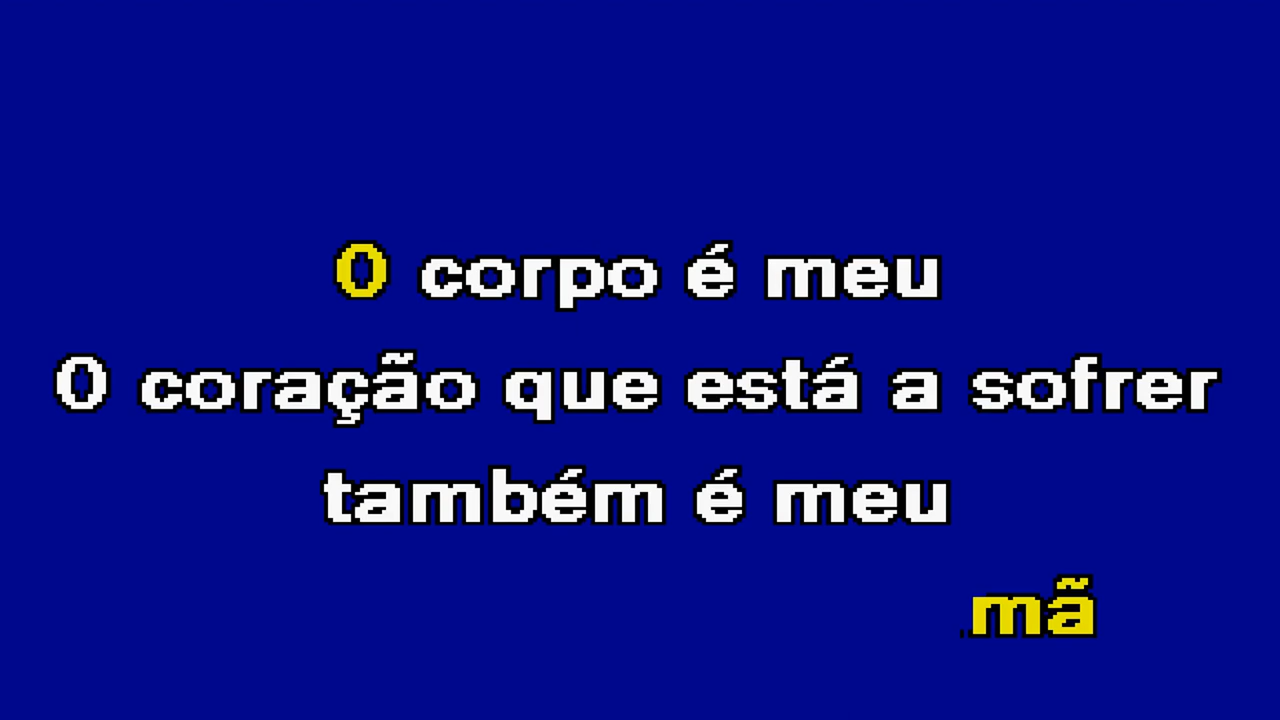 O corpo é meu
O coração que está a sofrer
também é meu
mã